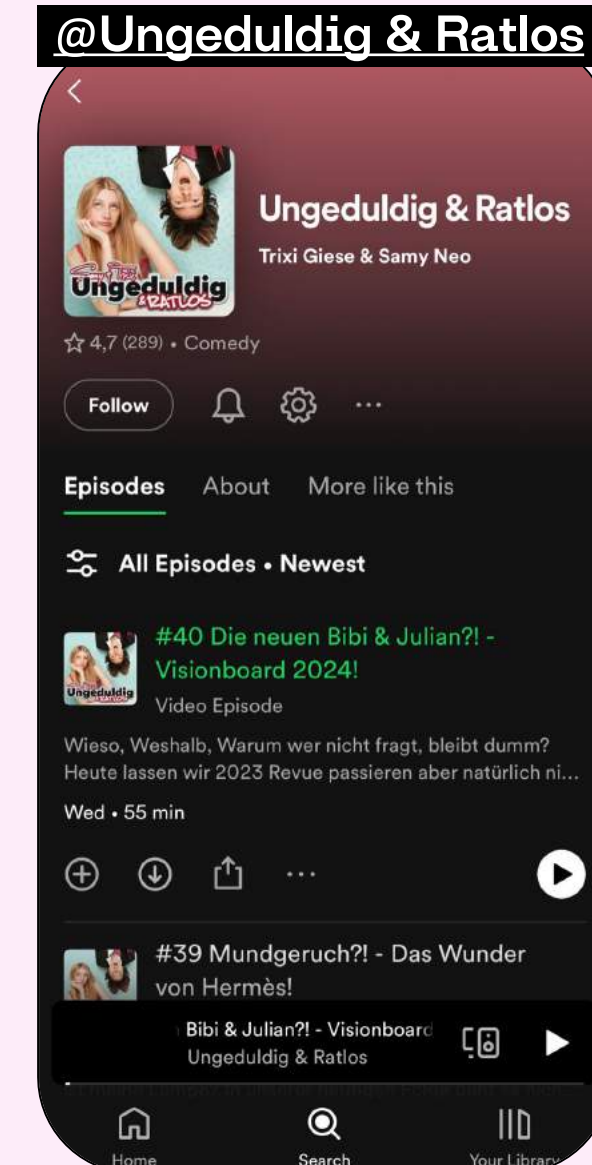 @Ungeduldig & Ratlos
Ungeduldig
& RATLOS
Ungeduldig & Ratlos
Trixi Giese & Samy Neo
4,7 (289) • Comedy
Follow
Episodes About More like this
All Episodes • Newest
#40 Die neuen Bibi & Julian?! -
Visionboard 2024!
Ungeduldig
& RATLOS
Video Episode
Wieso, Weshalb, Warum wer nicht fragt, bleibt dumm?
Heute lassen wir 2023 Revue passieren aber natürlich ni...
Wed • 55 min
#39 Mundgeruch?! - Das Wunder
von Hermès!
Bibi & Julian?! - Visionboard
Ungeduldig & Ratlos
Home Search Your Library